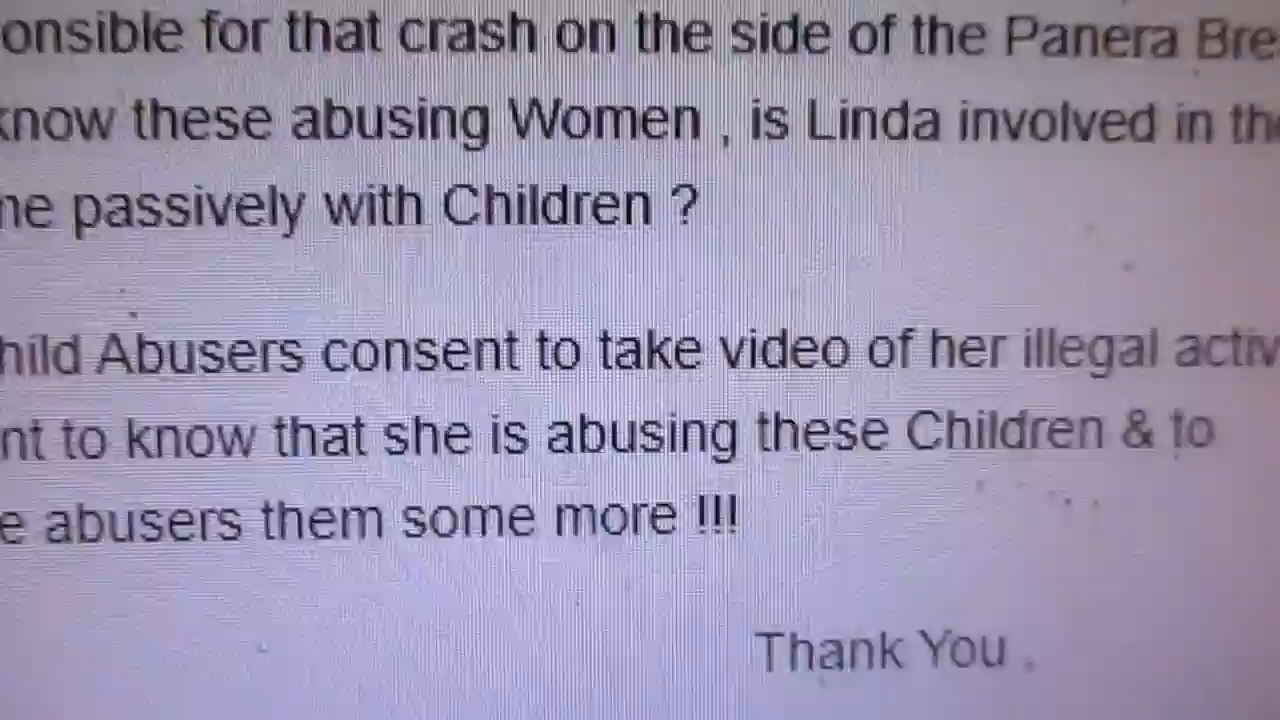 onsible for that crash on the side of the Panera Bre
know these abusing Women , is Linda involved in the
ne passively with Children ?
hild Abusers consent to take video of her illegal activ
nt to know that she is abusing these Children & to
e abusers them some more !!!
Thank You .